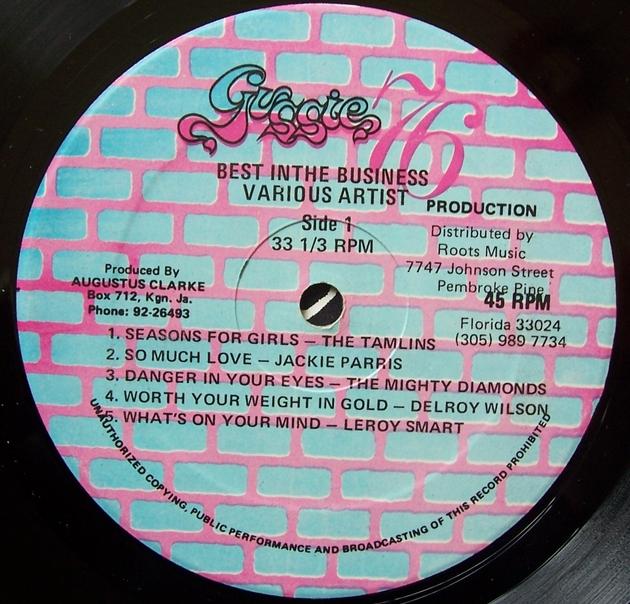 Gussie
76
BEST INTHE BUSINESS
VARIOUS ARTIST
PRODUCTION
Side 1
33 1/3 RPM
Distributed by
Roots Music
7747 Johnson Street
Pembroke Pine
45 RPM
Florida 33024
(305) 989 7734
Produced By
AUGUSTUS CLARKE
Box 712, Kgn. Ja.
Phone: 92-26493
1. SEASONS FOR GIRLS – THE TAMLINS
2. SO MUCH LOVE – JACKIE PARRIS
3. DANGER IN YOUR EYES – THE MIGHTY DIAMONDS
4. WORTH YOUR WEIGHT IN GOLD – DELROY WILSON
5. WHAT'S ON YOUR MIND – LEROY SMART
UNAUTHORIZED COPYING, PUBLIC PERFORMANCE AND BROADCASTING OF THIS RECORD PROHIBITED